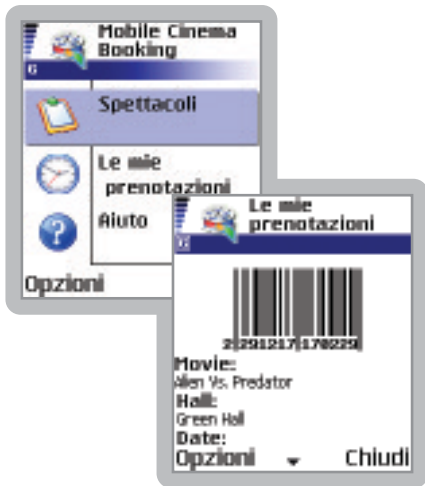 Mobile Cinema
Booking
G
Spettacoli
Le mie
prenotazioni
Aiuto
Opzioni
Le mie
prenotazioni
G
2 291217 170229
Movie:
Alien Vs. Predator
Hall:
Green Hall
Date:
Opzioni Chiudi